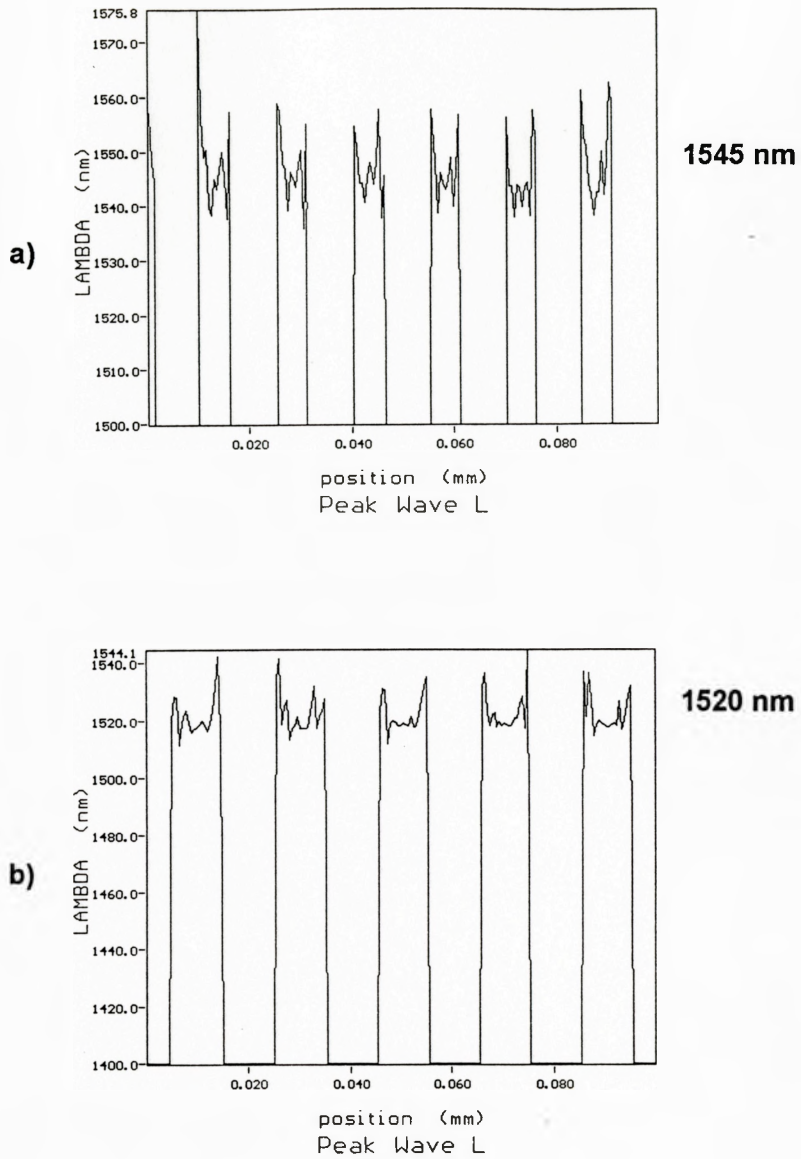 a)
1575.8
1570.0
1560.0
1550.0
1540.0
1530.0
1520.0
1510.0
1500.0
LAMBDA (nm)
0.020 0.040 0.060 0.080
position (mm)
Peak Wave L
1545 nm
b)
1544.1
1540.0
1520.0
1500.0
1480.0
1460.0
1440.0
1420.0
1400.0
LAMBDA (nm)
0.020 0.040 0.060 0.080
position (mm)
Peak Wave L
1520 nm